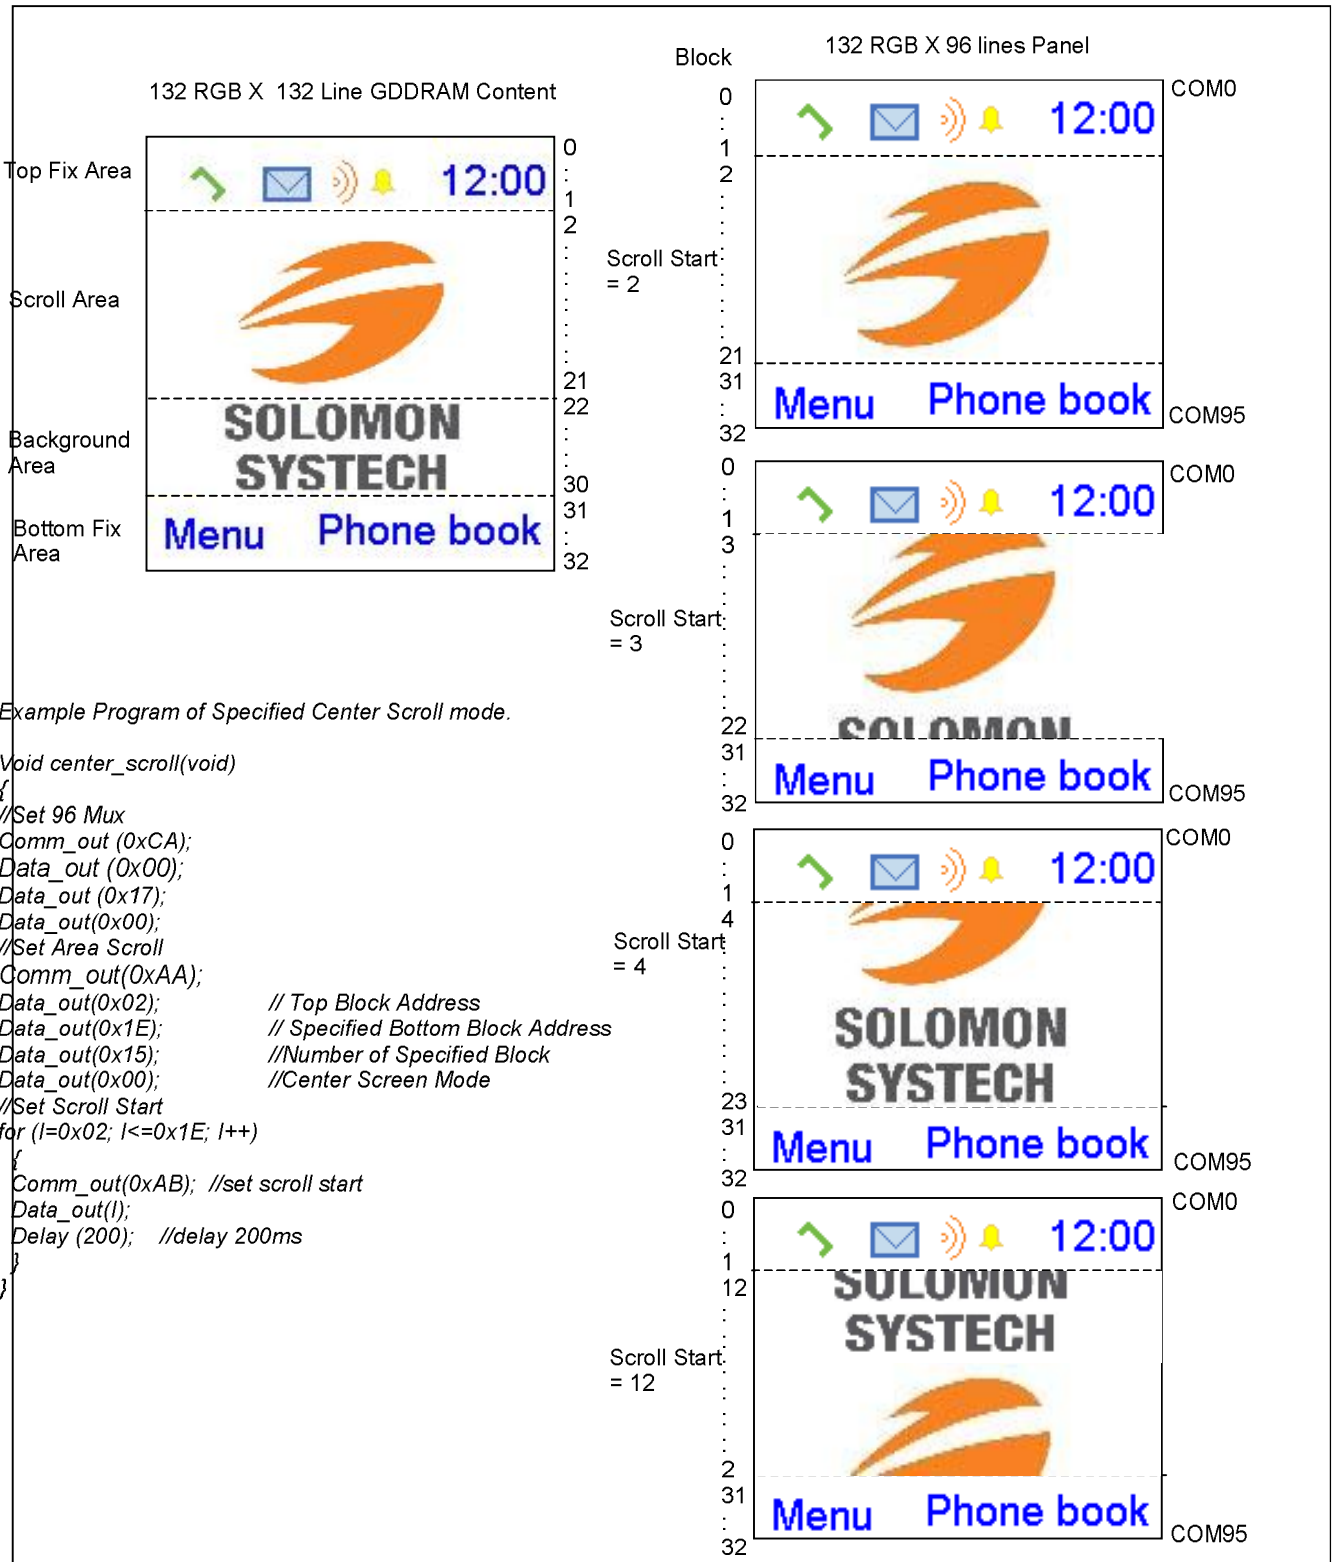 132 RGB X 132 Line GDDRAM Content
Top Fix Area
12:00
0
:
1
2
Scroll Area
21
22
SOLOMON
SYSTECH
Background
Area
30
31
Menu Phone book
:
32
Bottom Fix
Area
Example Program of Specified Center Scroll mode.
Void center_scroll(void)
{
//Set 96 Mux
Comm_out (0xCA);
Data_out (0x00);
Data_out (0x17);
Data_out(0x00);
//Set Area Scroll
Comm_out(0xAA);
Data_out(0x02); // Top Block Address
Data_out(0x1E); // Specified Bottom Block Address
Data_out(0x15); //Number of Specified Block
Data_out(0x00); //Center Screen Mode
//Set Scroll Start
for (I=0x02; I<=0x1E; I++)
{
Comm_out(0xAB); //set scroll start
Data_out(I);
Delay (200); //delay 200ms
}
}
Block
132 RGB X 96 lines Panel
COM0
0
:
1
12:00
2
Scroll Start
= 2
21
31
:
32
Menu Phone book
COM95
COM0
0
:
1
12:00
3
Scroll Start
= 3
22
SOLOMON
31
:
32
Menu Phone book
COM95
COM0
0
:
1
12:00
4
Scroll Start
= 4
SOLOMON
SYSTECH
23
31
:
32
Menu Phone book
COM95
COM0
0
:
1
12:00
12
SOLOMON
SYSTECH
Scroll Start
= 12
2
31
:
32
Menu Phone book
COM95